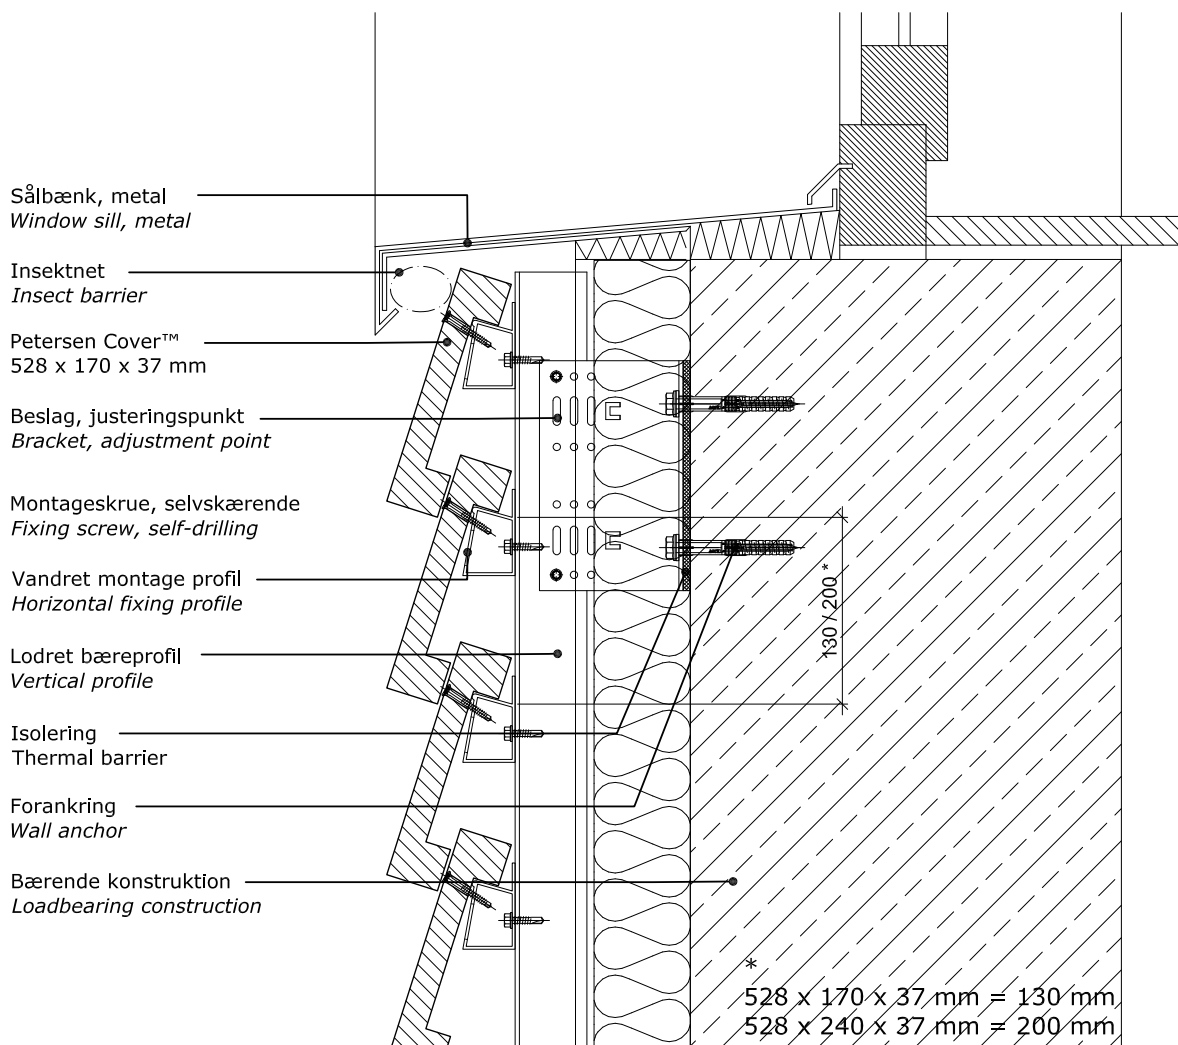 Sålbænk, metal
Window sill, metal
Insektnet
Insect barrier
Petersen Cover™
528 x 170 x 37 mm
Beslag, justeringspunkt
Bracket, adjustment point
Montageskrue, selvskærende
Fixing screw, self-drilling
Vandret montage profil
Horizontal fixing profile
Lodret bæreprofil
Vertical profile
Isolering
Thermal barrier
Forankring
Wall anchor
Bærende konstruktion
Loadbearing construction
130 / 200 *
*
528 x 170 x 37 mm = 130 mm
528 x 240 x 37 mm = 200 mm